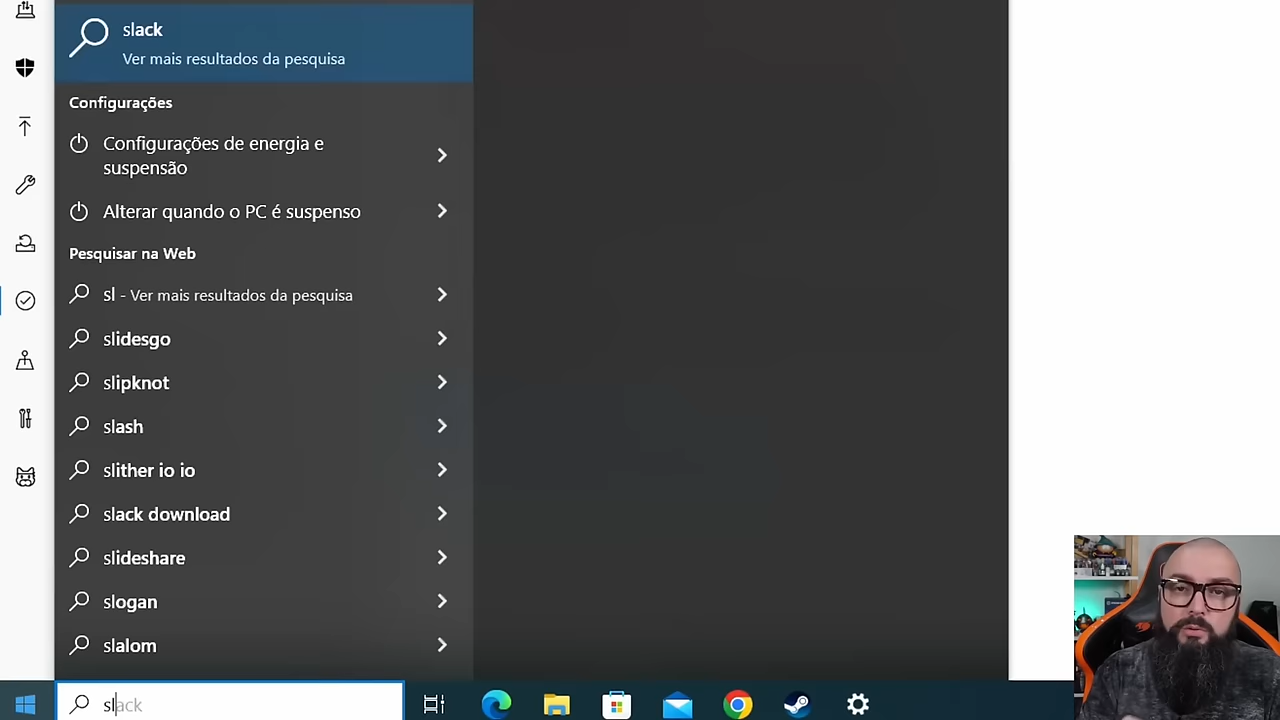 slack
Ver mais resultados da pesquisa
Configurações
Configurações de energia e
suspensão
Alterar quando o PC é suspenso
Pesquisar na Web
sl - Ver mais resultados da pesquisa
slidesgo
slipknot
slash
slither io io
slack download
slideshare
slogan
slalom
slack